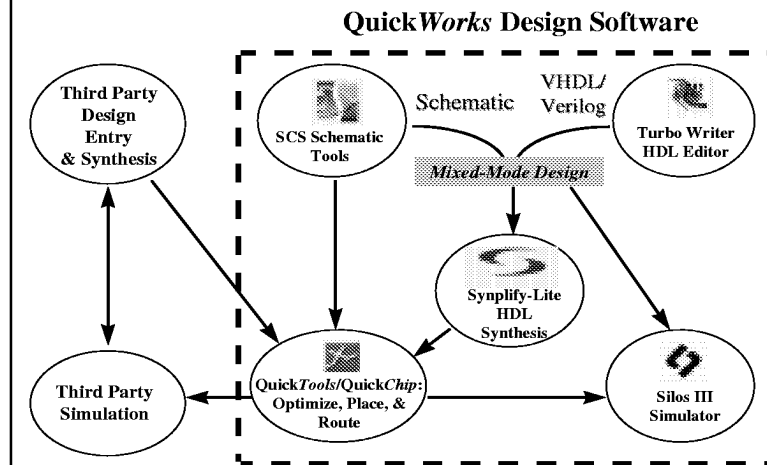 QuickWorks Design Software
Third Party
Design
Entry
& Synthesis
SCS Schematic
Tools
Schematic
VHDL/
Verilog
Turbo Writer
HDL Editor
Mixed-Mode Design
Synplify-Lite
HDL
Synthesis
Third Party
Simulation
QuickTools/QuickChip:
Optimize, Place, &
Route
Silos III
Simulator